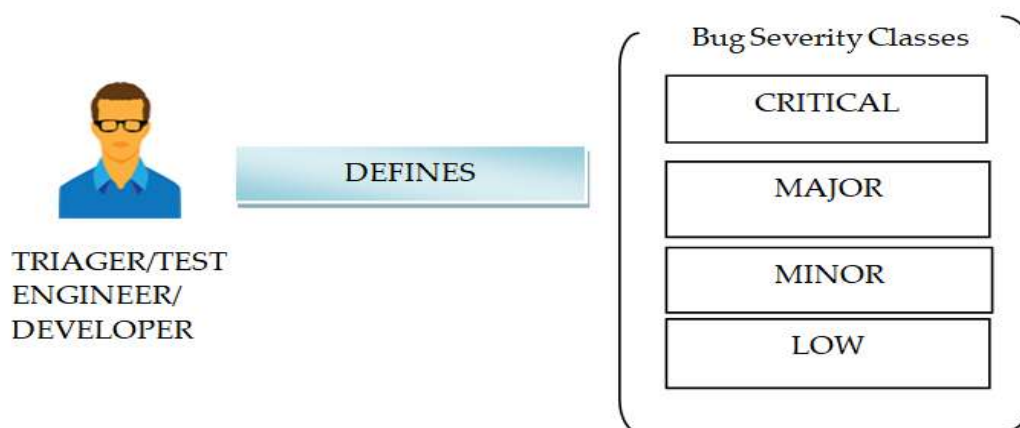 TRIAGER/TEST
ENGINEER/
DEVELOPER
DEFINES
Bug Severity Classes
CRITICAL
MAJOR
MINOR
LOW